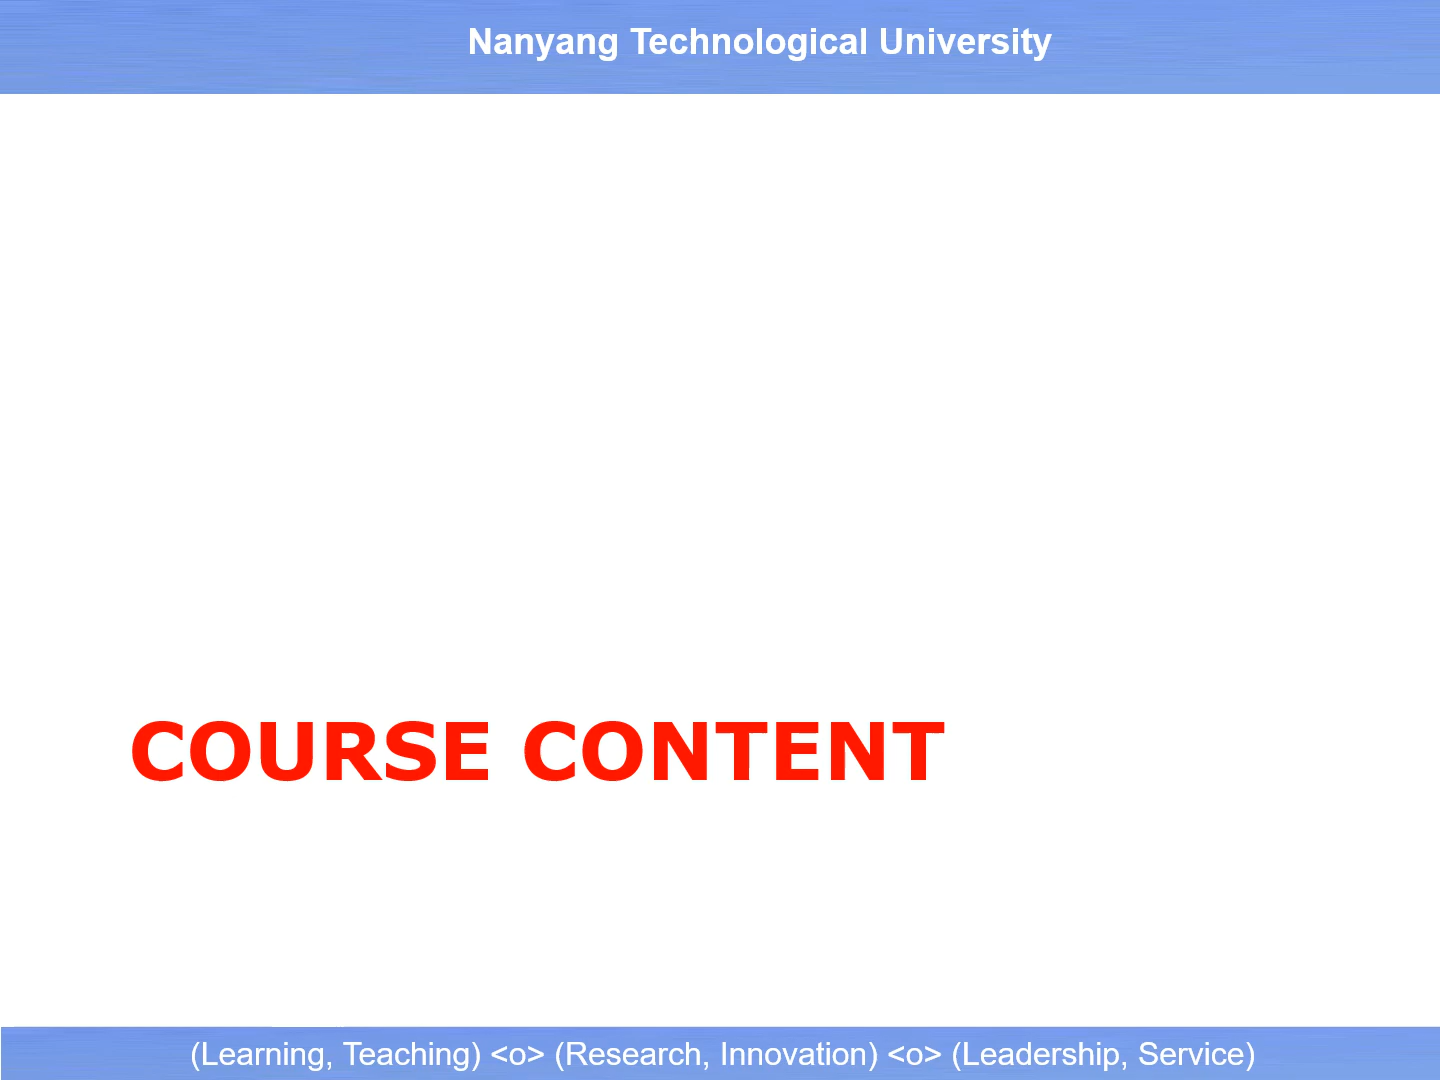 Nanyang Technological University
COURSE CONTENT
(Learning, Teaching) <o> (Research, Innovation) <o> (Leadership, Service)